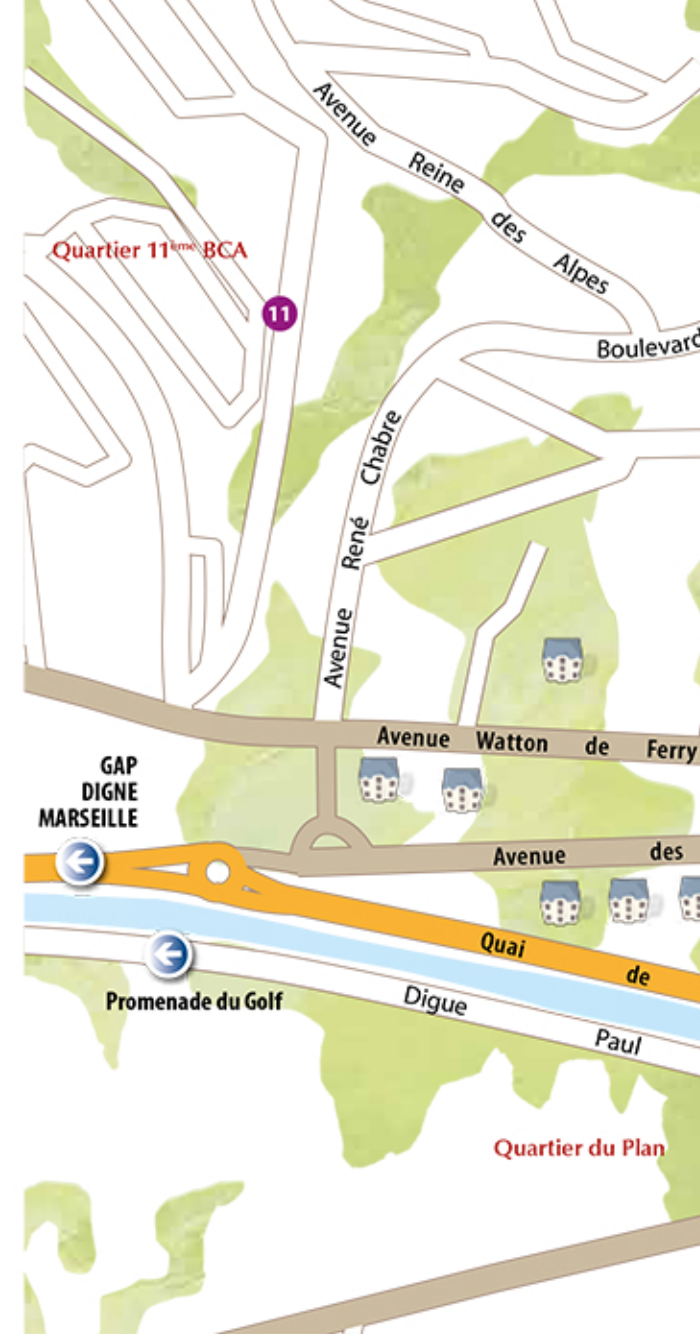 Avenue Reine des Alpes
Quartier 11ème BCA
11
Boulevard
Avenue René Chabre
Avenue Watton de Ferry
GAP
DIGNE
MARSEILLE
Avenue des
Quai de
Promenade du Golf
Digue Paul
Quartier du Plan